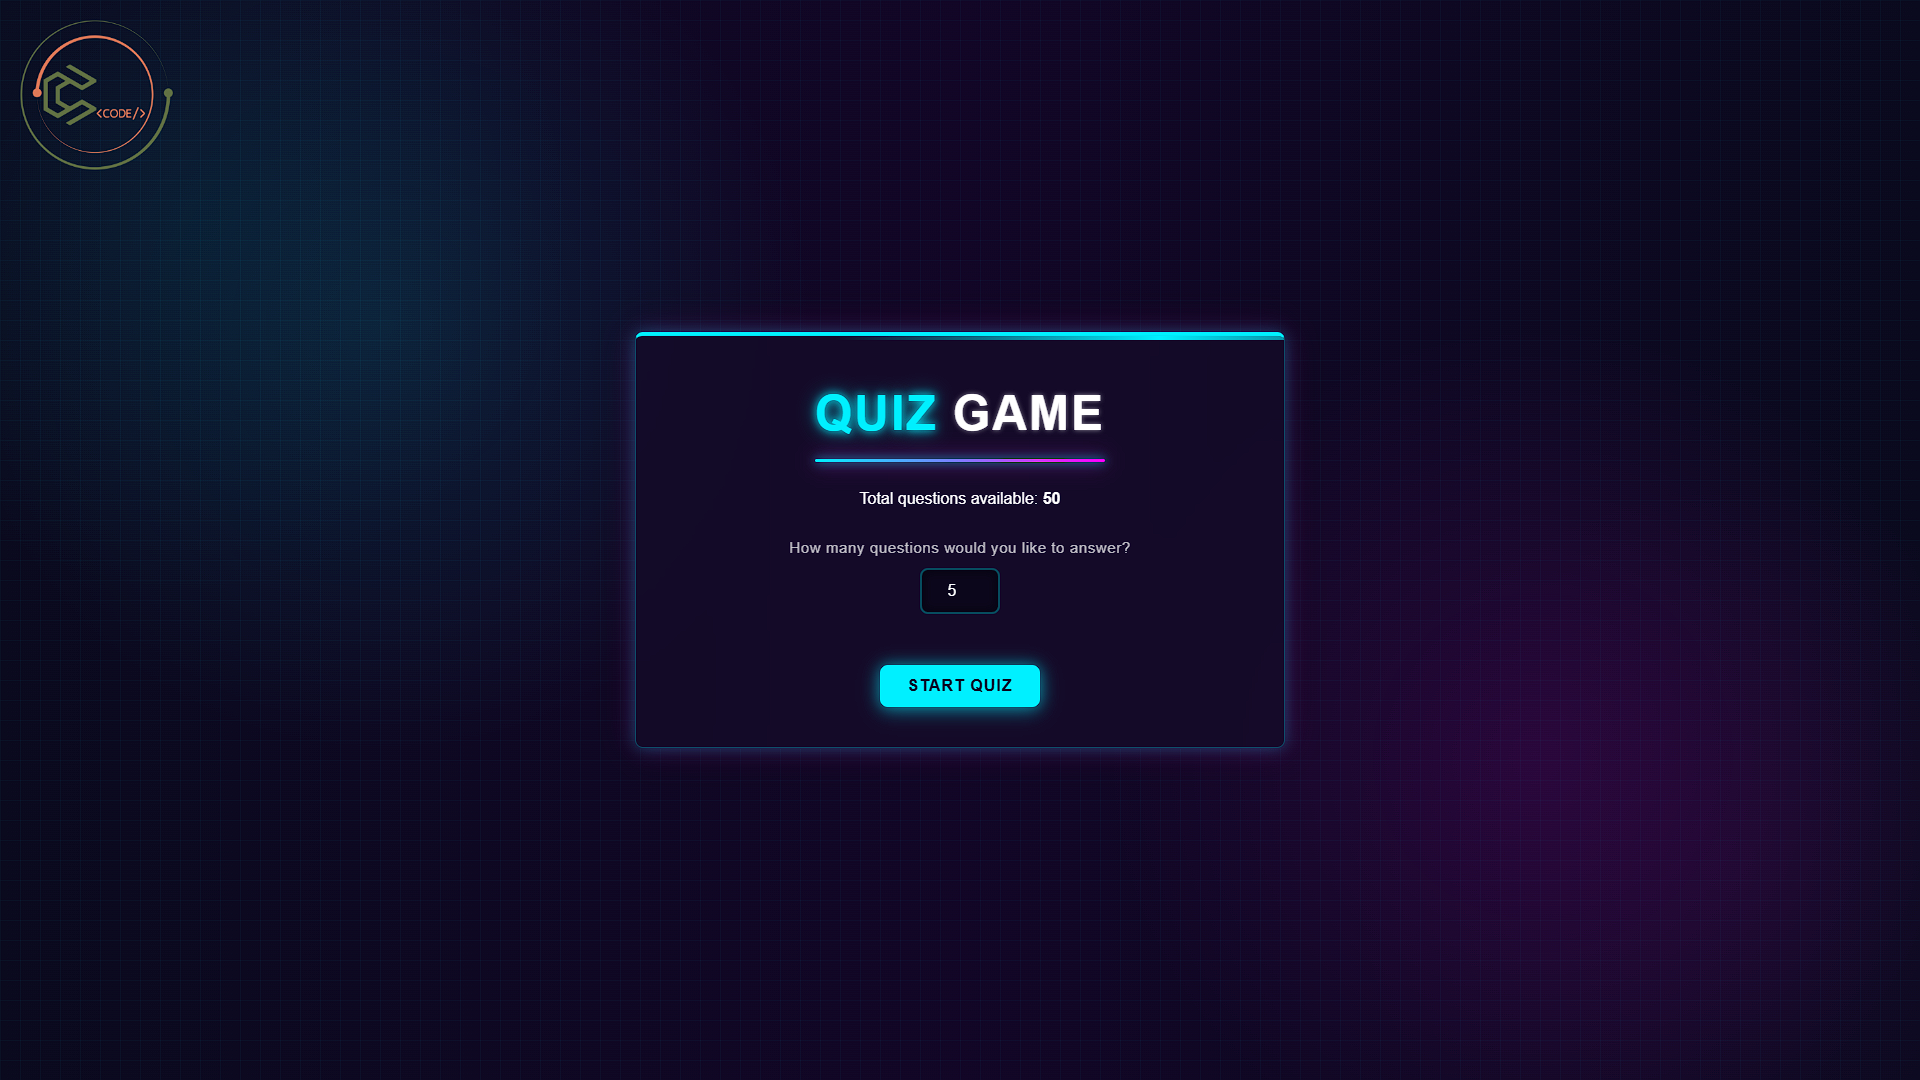 <CODE/>
QUIZ GAME
Total questions available: 50
How many questions would you like to answer?
5
START QUIZ